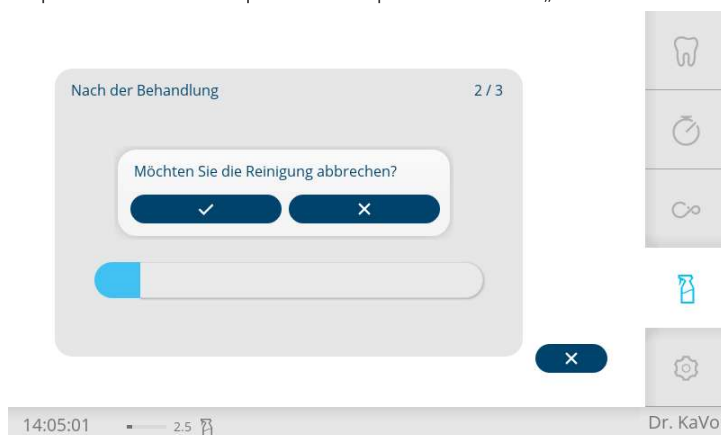 Nach der Behandlung 2 / 3
Möchten Sie die Reinigung abbrechen?
14:05:01 2.5 Dr. KaVo